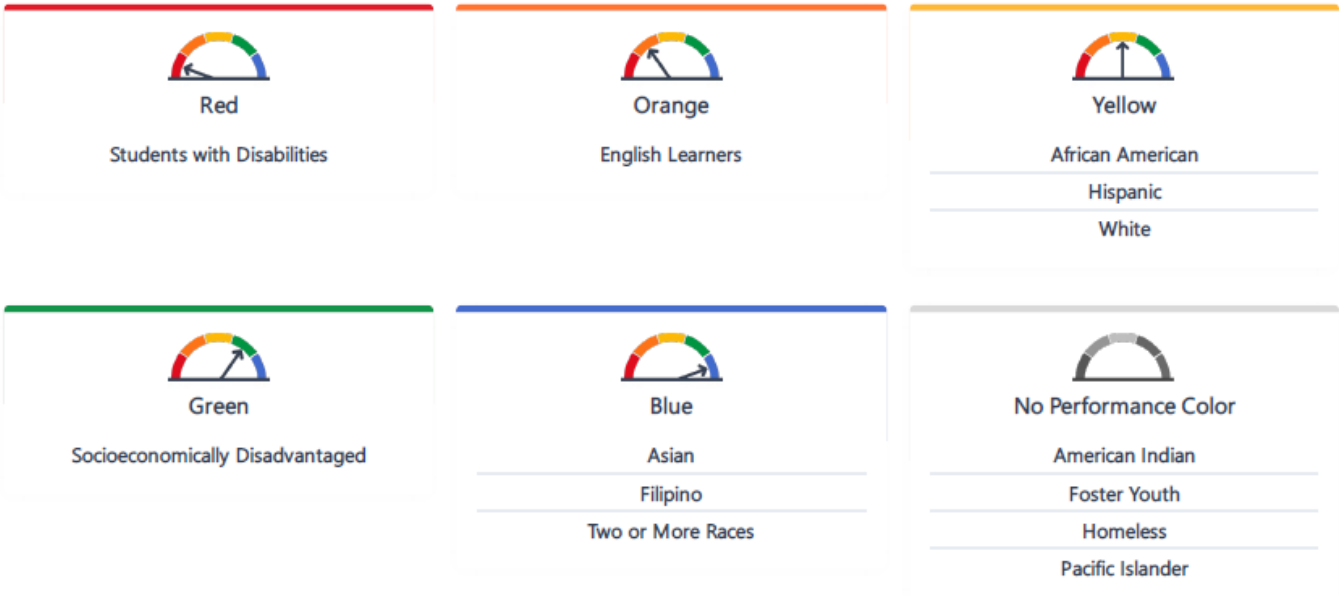 Red
Students with Disabilities
Orange
English Learners
Yellow
African American
Hispanic
White
Green
Socioeconomically Disadvantaged
Blue
Asian
Filipino
Two or More Races
No Performance Color
American Indian
Foster Youth
Homeless
Pacific Islander